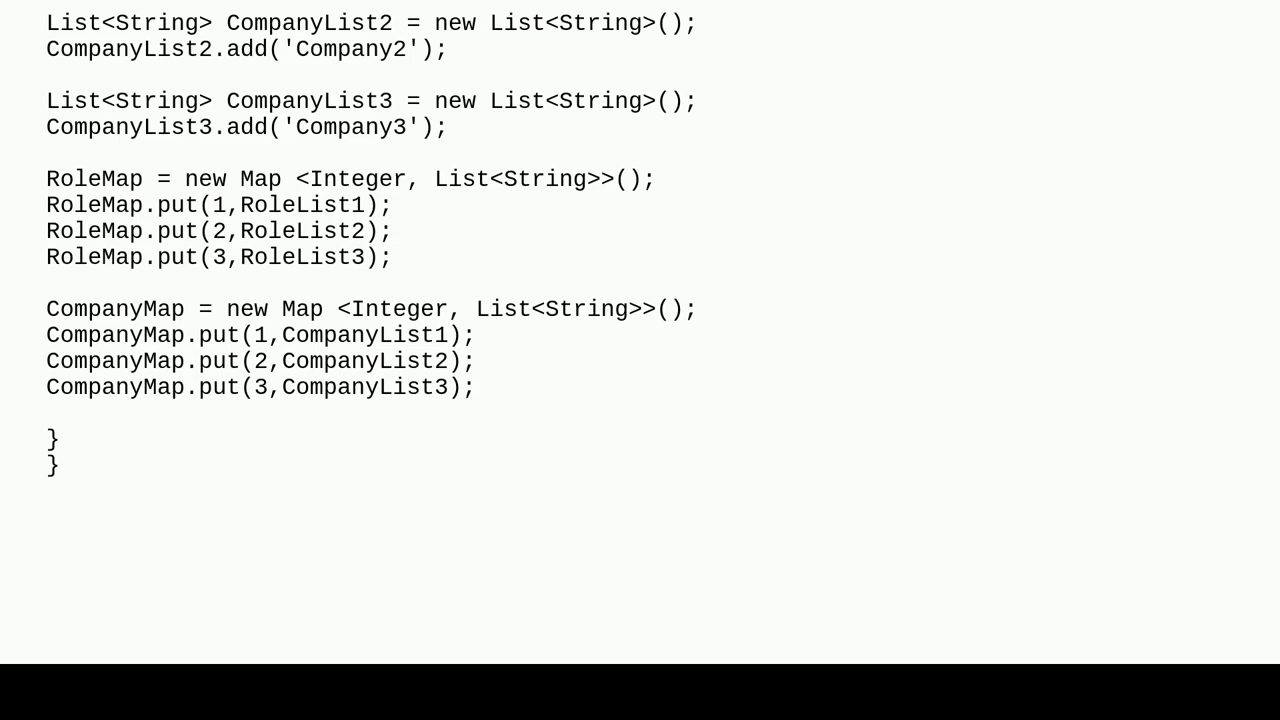 List<String> CompanyList2 = new List<String>();
CompanyList2.add('Company2');
List<String> CompanyList3 = new List<String>();
CompanyList3.add('Company3');
RoleMap = new Map <Integer, List<String>>();
RoleMap.put(1,RoleList1);
RoleMap.put(2,RoleList2);
RoleMap.put(3,RoleList3);
CompanyMap = new Map <Integer, List<String>>();
CompanyMap.put(1,CompanyList1);
CompanyMap.put(2,CompanyList2);
CompanyMap.put(3,CompanyList3);
}
}